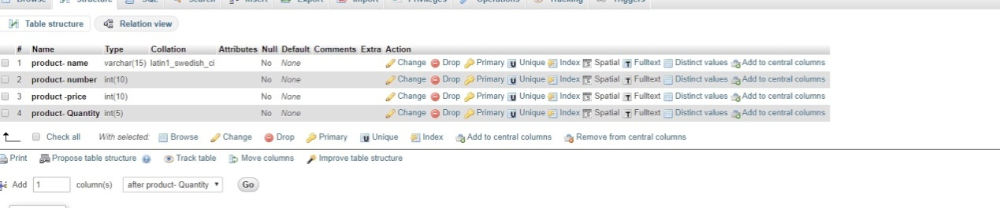 Browse Structure SQL Search Insert Export Import Privileges Operations Tracking Triggers
Table structure Relation view
# Name Type Collation Attributes Null Default Comments Extra Action
1 product- name varchar(15) latin1_swedish_ci No None Change Drop Primary Unique Index Spatial Fulltext Distinct values Add to central columns
2 product- number int(10) No None Change Drop Primary Unique Index Spatial Fulltext Distinct values Add to central columns
3 product -price int(10) No None Change Drop Primary Unique Index Spatial Fulltext Distinct values Add to central columns
4 product- Quantity int(5) No None Change Drop Primary Unique Index Spatial Fulltext Distinct values Add to central columns
Check all With selected: Browse Change Drop Primary Unique Index Add to central columns Remove from central columns
Print Propose table structure Track table Move columns Improve table structure
Add 1 column(s) after product- Quantity Go